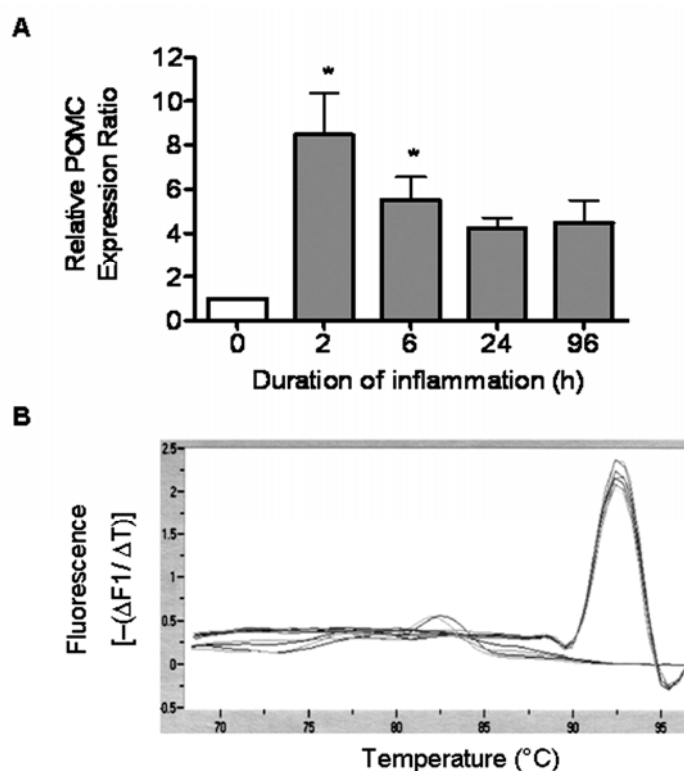 A
12
10
8
6
4
2
0
Relative POMC
Expression Ratio
*
*
0 2 6 24 96
Duration of inflammation (h)
B
2.5
2
1.5
1
0.5
0
-0.5
Fluorescence
[−(ΔF1/ΔT)]
70 75 80 85 90 95
Temperature (°C)